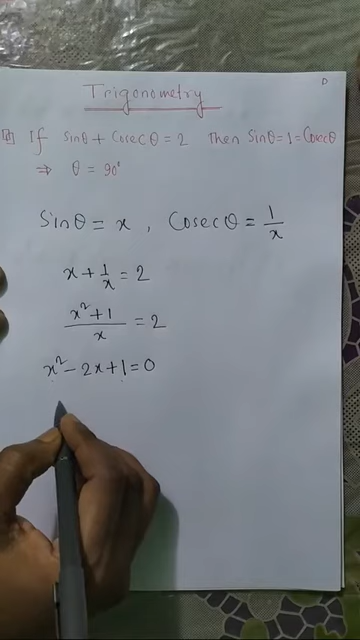 D
Trigonometry
If Sinθ + Cosecθ = 2 Then Sinθ = 1 = Cosecθ
⇒ θ = 90°
Sinθ = x , Cosecθ = 1/x
x + 1/x = 2
x² + 1 / x = 2
x² - 2x + 1 = 0